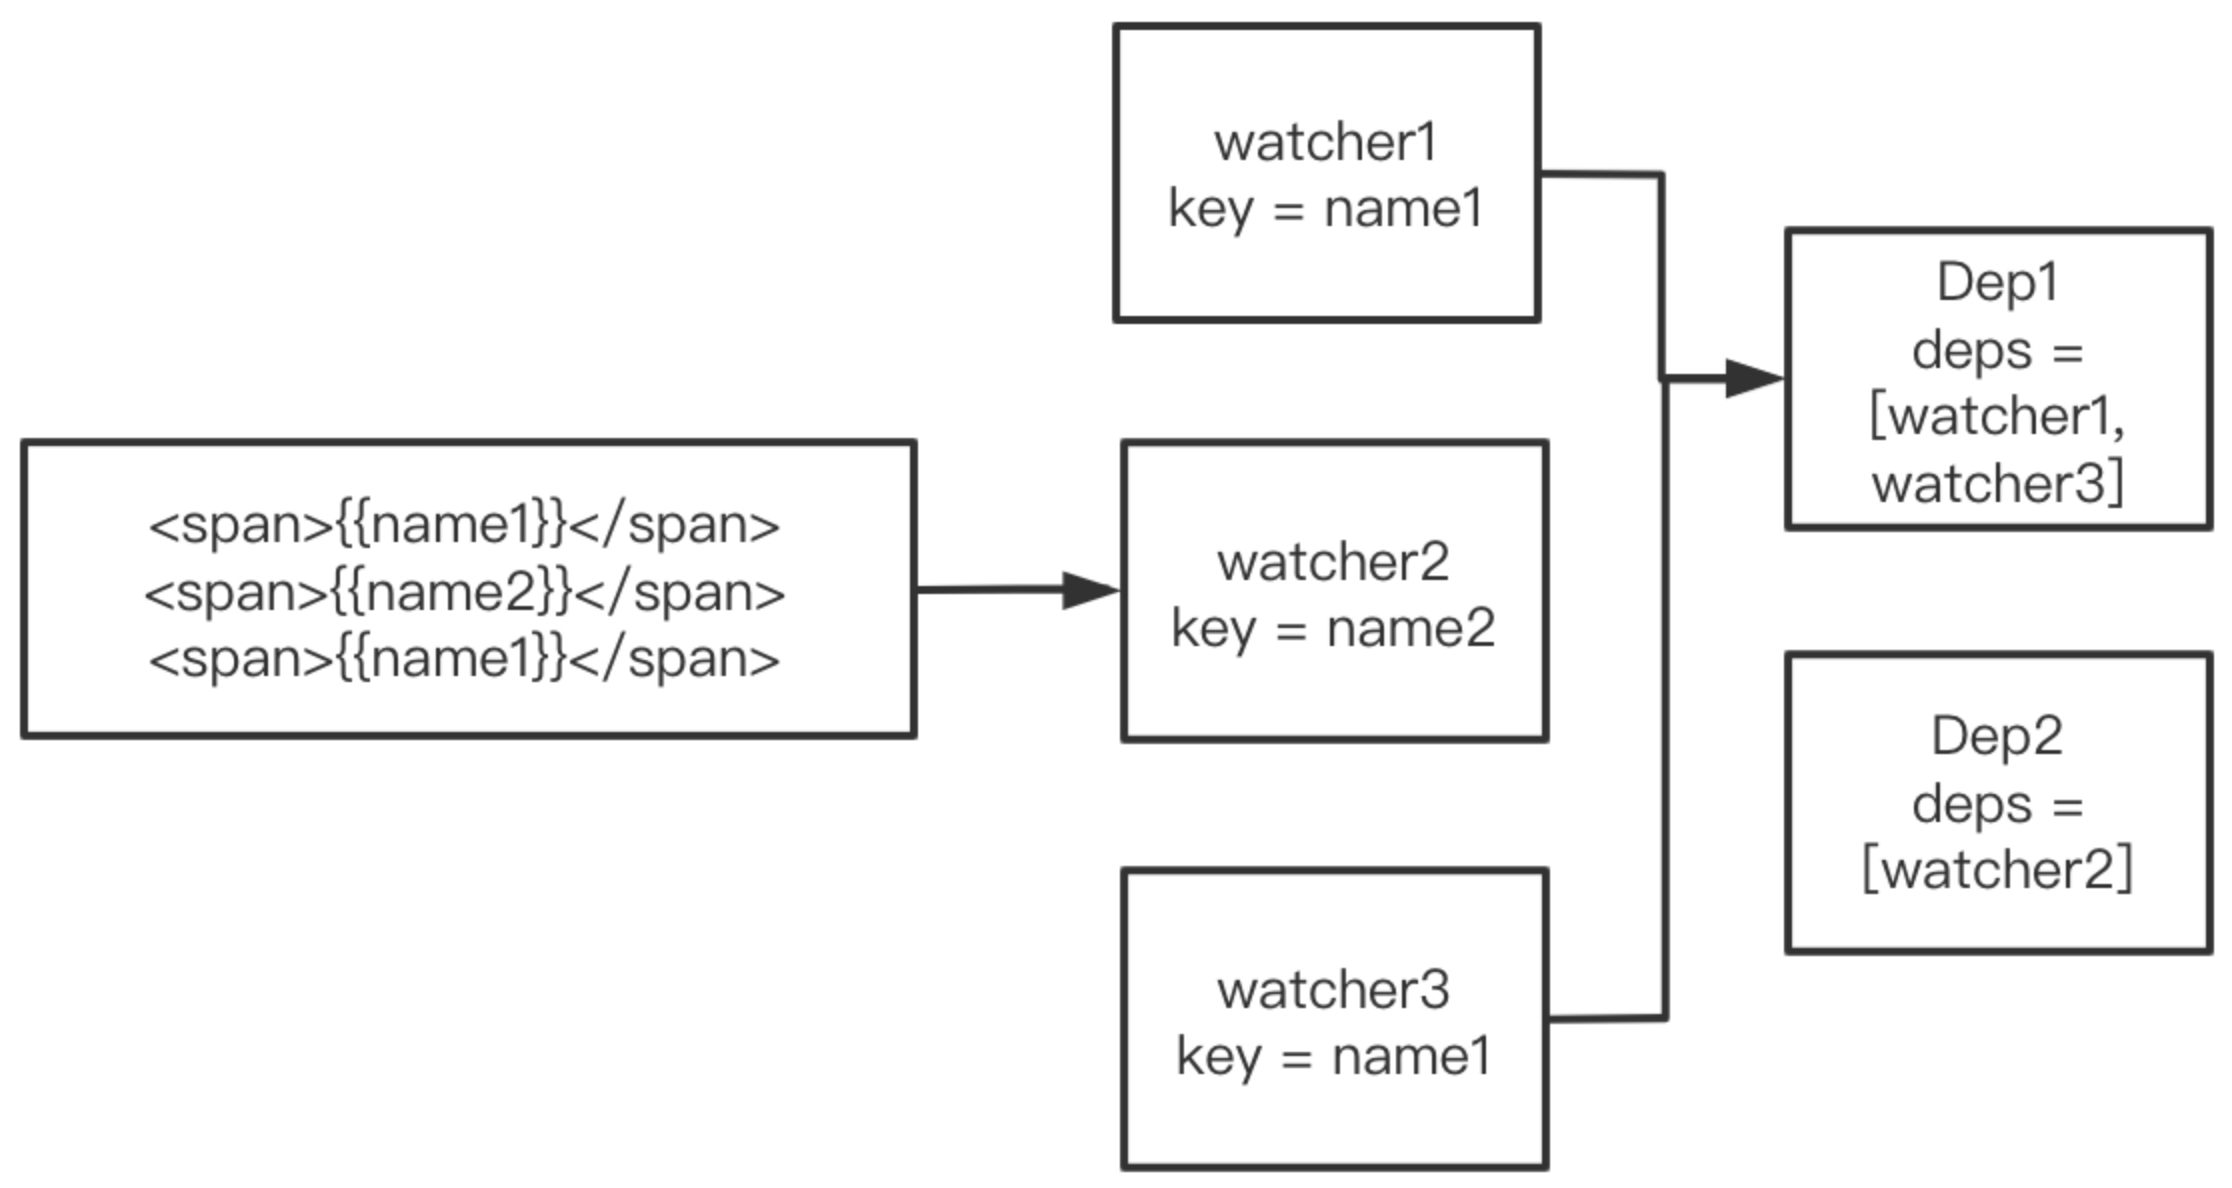 <span>{{name1}}</span>
<span>{{name2}}</span>
<span>{{name1}}</span>
watcher1
key = name1
watcher2
key = name2
watcher3
key = name1
Dep1
deps =
[watcher1,
watcher3]
Dep2
deps =
[watcher2]